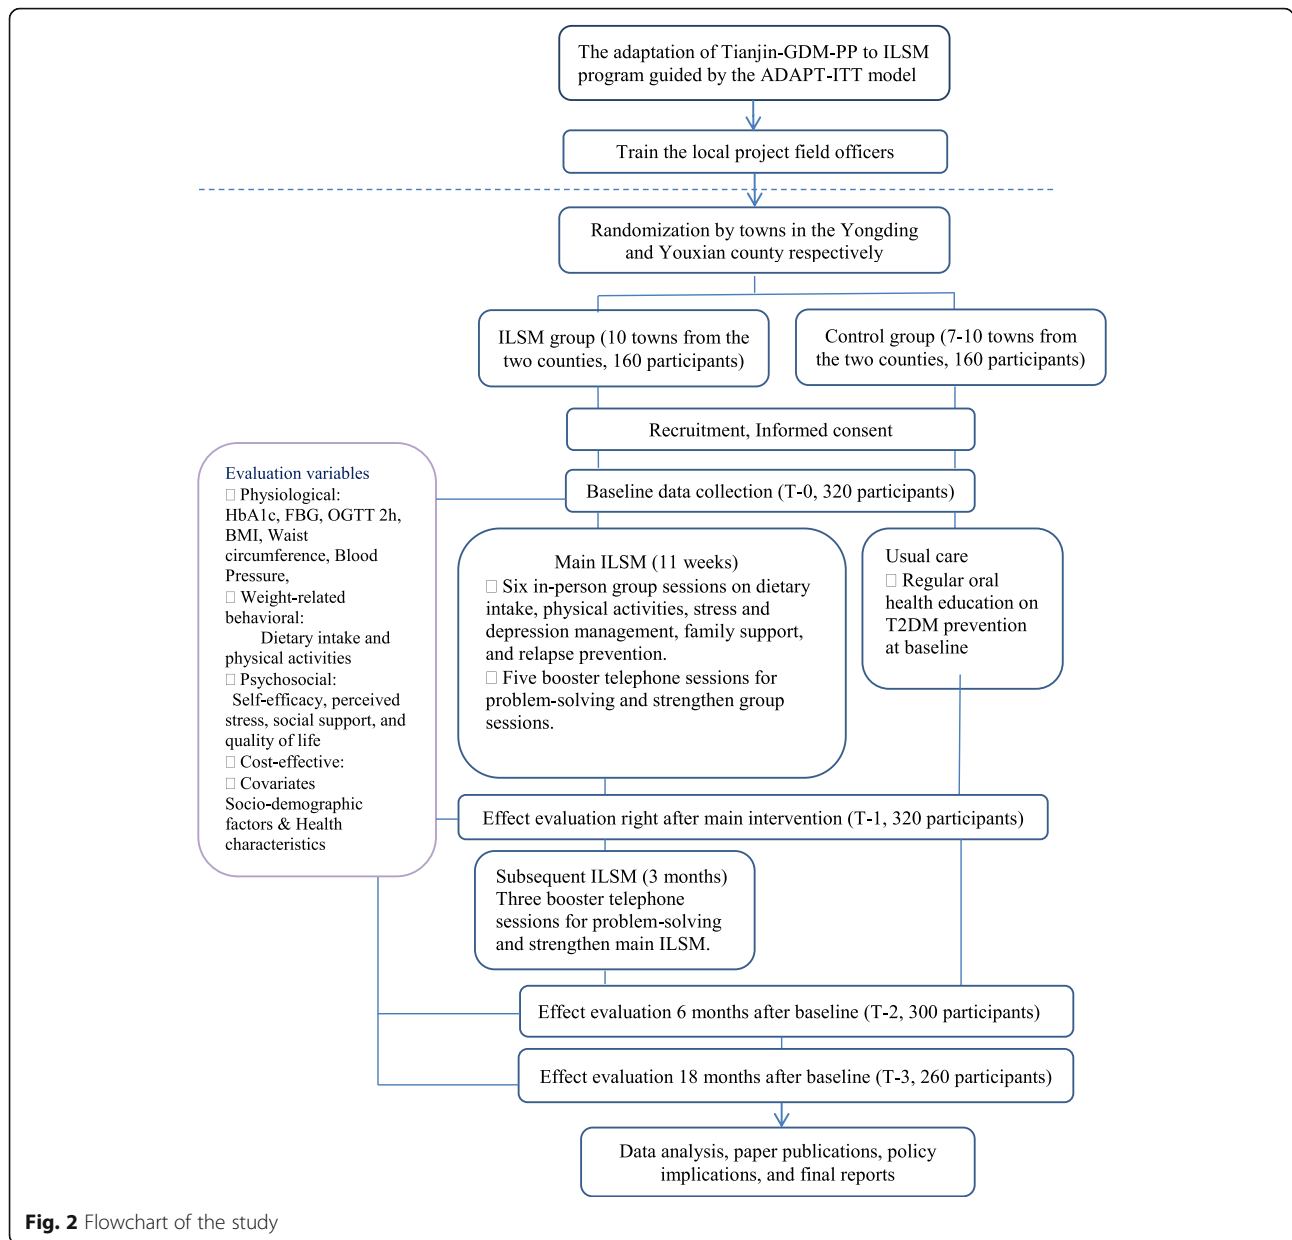 The adaptation of Tianjin-GDM-PP to ILSM
program guided by the ADAPT-ITT model
Train the local project field officers
Randomization by towns in the Yongding
and Youxian county respectively
ILSM group (10 towns from the
two counties, 160 participants)
Control group (7-10 towns from
the two counties, 160 participants)
Recruitment, Informed consent
Baseline data collection (T-0, 320 participants)
Evaluation variables
□ Physiological:
HbA1c, FBG, OGTT 2h,
BMI, Waist
circumference, Blood
Pressure,
□ Weight-related
behavioral:
Dietary intake and
physical activities
□ Psychosocial:
Self-efficacy, perceived
stress, social support, and
quality of life
□ Cost-effective:
□ Covariates
Socio-demographic
factors & Health
characteristics
Main ILSM (11 weeks)
□ Six in-person group sessions on dietary
intake, physical activities, stress and
depression management, family support,
and relapse prevention.
□ Five booster telephone sessions for
problem-solving and strengthen group
sessions.
Usual care
□ Regular oral
health education on
T2DM prevention
at baseline
Effect evaluation right after main intervention (T-1, 320 participants)
Subsequent ILSM (3 months)
Three booster telephone
sessions for problem-solving
and strengthen main ILSM.
Effect evaluation 6 months after baseline (T-2, 300 participants)
Effect evaluation 18 months after baseline (T-3, 260 participants)
Data analysis, paper publications, policy
implications, and final reports
Fig. 2 Flowchart of the study